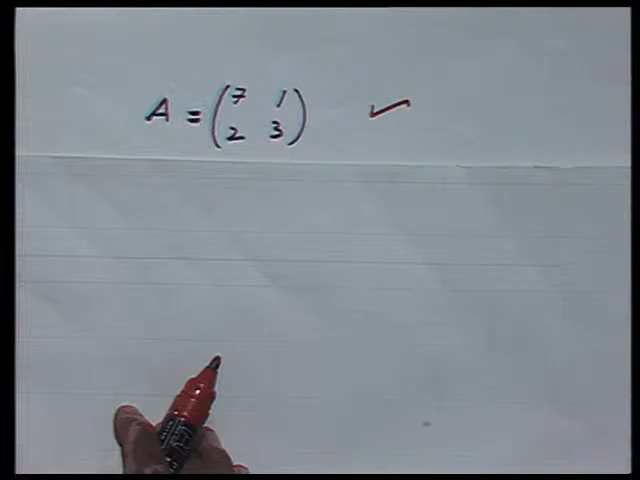 A = (7 1
2 3) ✓